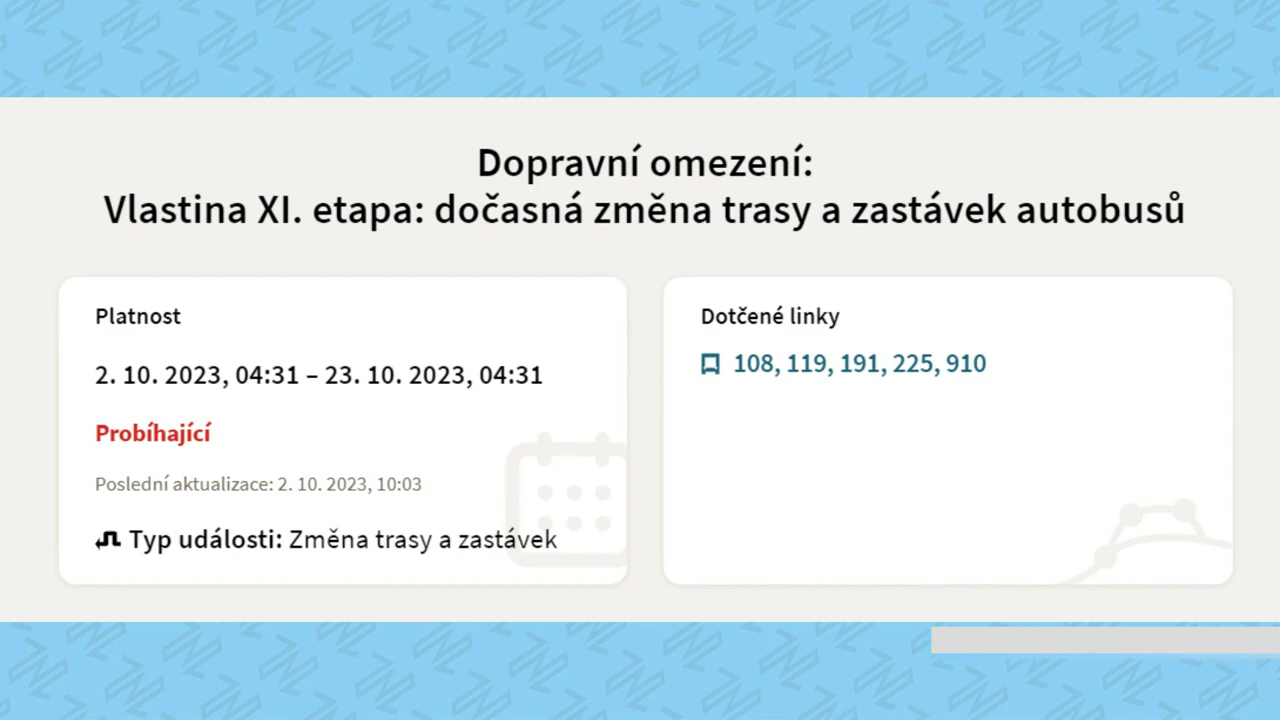 Dopravní omezení:
Vlastina XI. etapa: dočasná změna trasy a zastávek autobusů
Platnost
2. 10. 2023, 04:31 – 23. 10. 2023, 04:31
Probíhající
Poslední aktualizace: 2. 10. 2023, 10:03
Typ události: Změna trasy a zastávek
Dotčené linky
108, 119, 191, 225, 910